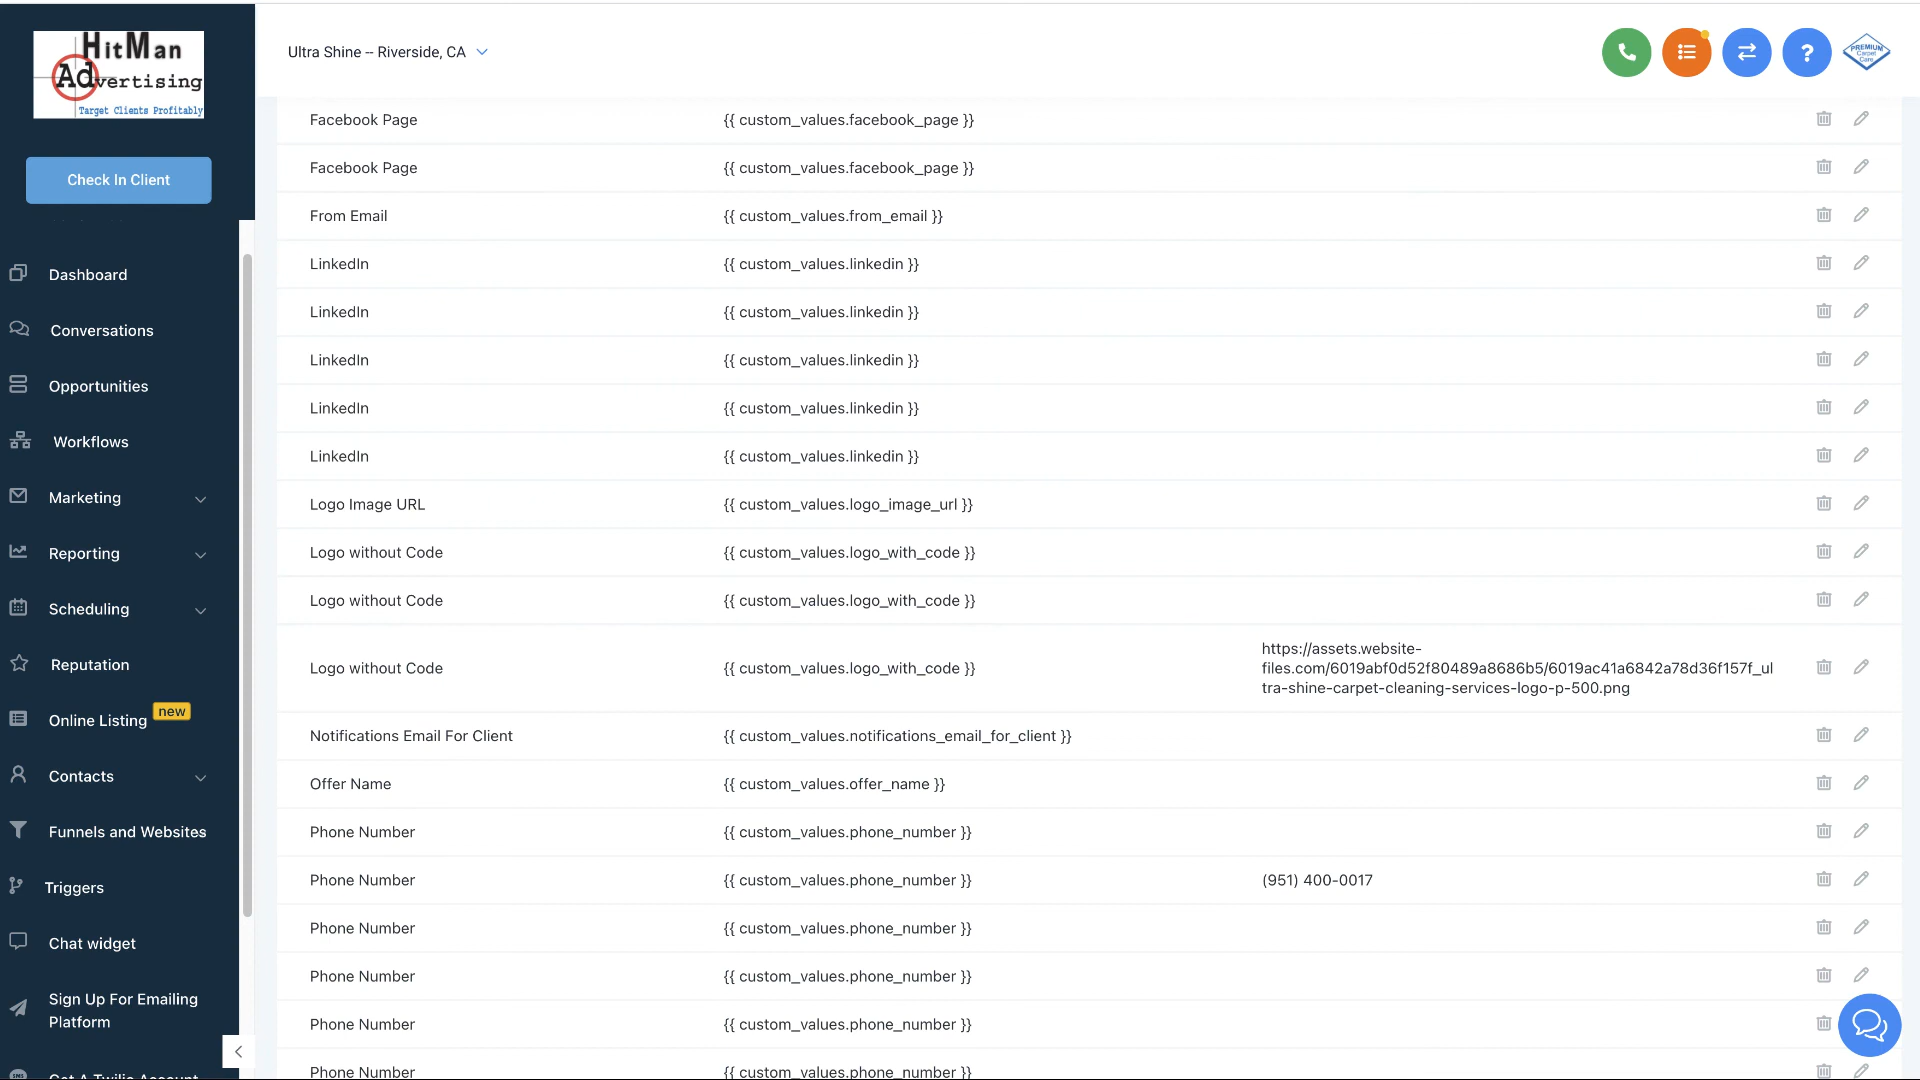 HitMan
Advertising
Target Clients Profitably
Check In Client
Dashboard
Conversations
Opportunities
Workflows
Marketing
Reporting
Scheduling
Reputation
Online Listing new
Contacts
Funnels and Websites
Triggers
Chat widget
Sign Up For Emailing
Platform
Get A Twilio Account
Ultra Shine -- Riverside, CA
?
PREMIUM
Carpet
Care
Facebook Page {{ custom_values.facebook_page }}
Facebook Page {{ custom_values.facebook_page }}
From Email {{ custom_values.from_email }}
LinkedIn {{ custom_values.linkedin }}
LinkedIn {{ custom_values.linkedin }}
LinkedIn {{ custom_values.linkedin }}
LinkedIn {{ custom_values.linkedin }}
LinkedIn {{ custom_values.linkedin }}
Logo Image URL {{ custom_values.logo_image_url }}
Logo without Code {{ custom_values.logo_with_code }}
Logo without Code {{ custom_values.logo_with_code }}
https://assets.website-
Logo without Code {{ custom_values.logo_with_code }} files.com/6019abf0d52f80489a8686b5/6019ac41a6842a78d36f157f_ul
tra-shine-carpet-cleaning-services-logo-p-500.png
Notifications Email For Client {{ custom_values.notifications_email_for_client }}
Offer Name {{ custom_values.offer_name }}
Phone Number {{ custom_values.phone_number }}
Phone Number {{ custom_values.phone_number }} (951) 400-0017
Phone Number {{ custom_values.phone_number }}
Phone Number {{ custom_values.phone_number }}
Phone Number {{ custom_values.phone_number }}
Phone Number {{ custom_values.phone_number }}